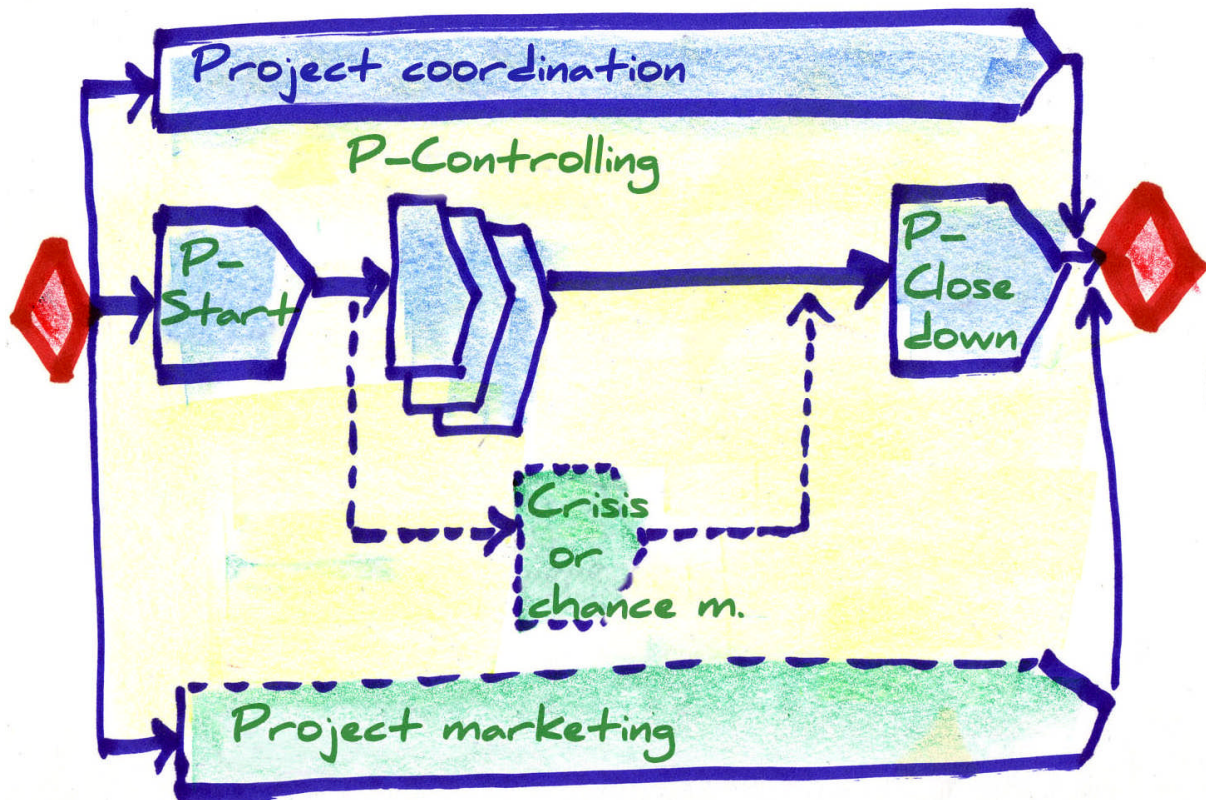 Project coordination
P-Controlling
P-
Start
P-
Close
down
Crisis
or
chance m.
Project marketing